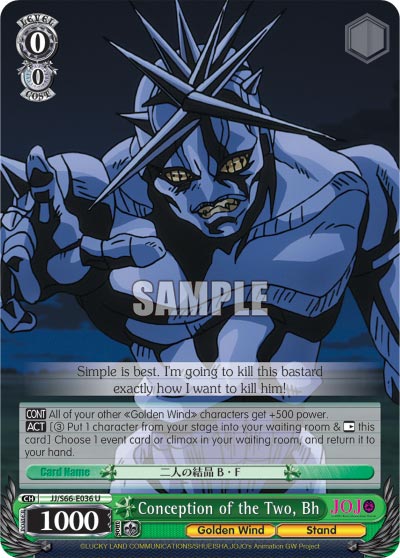 LEVEL
0
0
COST
SAMPLE
Simple is best. I'm going to kill this bastard
exactly how I want to kill him!
CONT All of your other «Golden Wind» characters get +500 power.
ACT [③ Put 1 character from your stage into your waiting room &
this card] Choose 1 event card or climax in your waiting room, and return it
to your hand.
Card Name 二人の結晶 B・F
CH JJ/S66-E036 U
POWER 1000 SOUL Conception of the Two, Bh JOJO
Golden Wind Stand
©LUCKY LAND COMMUNICATIONS/SHUEISHA,JOJO's Animation GW Project